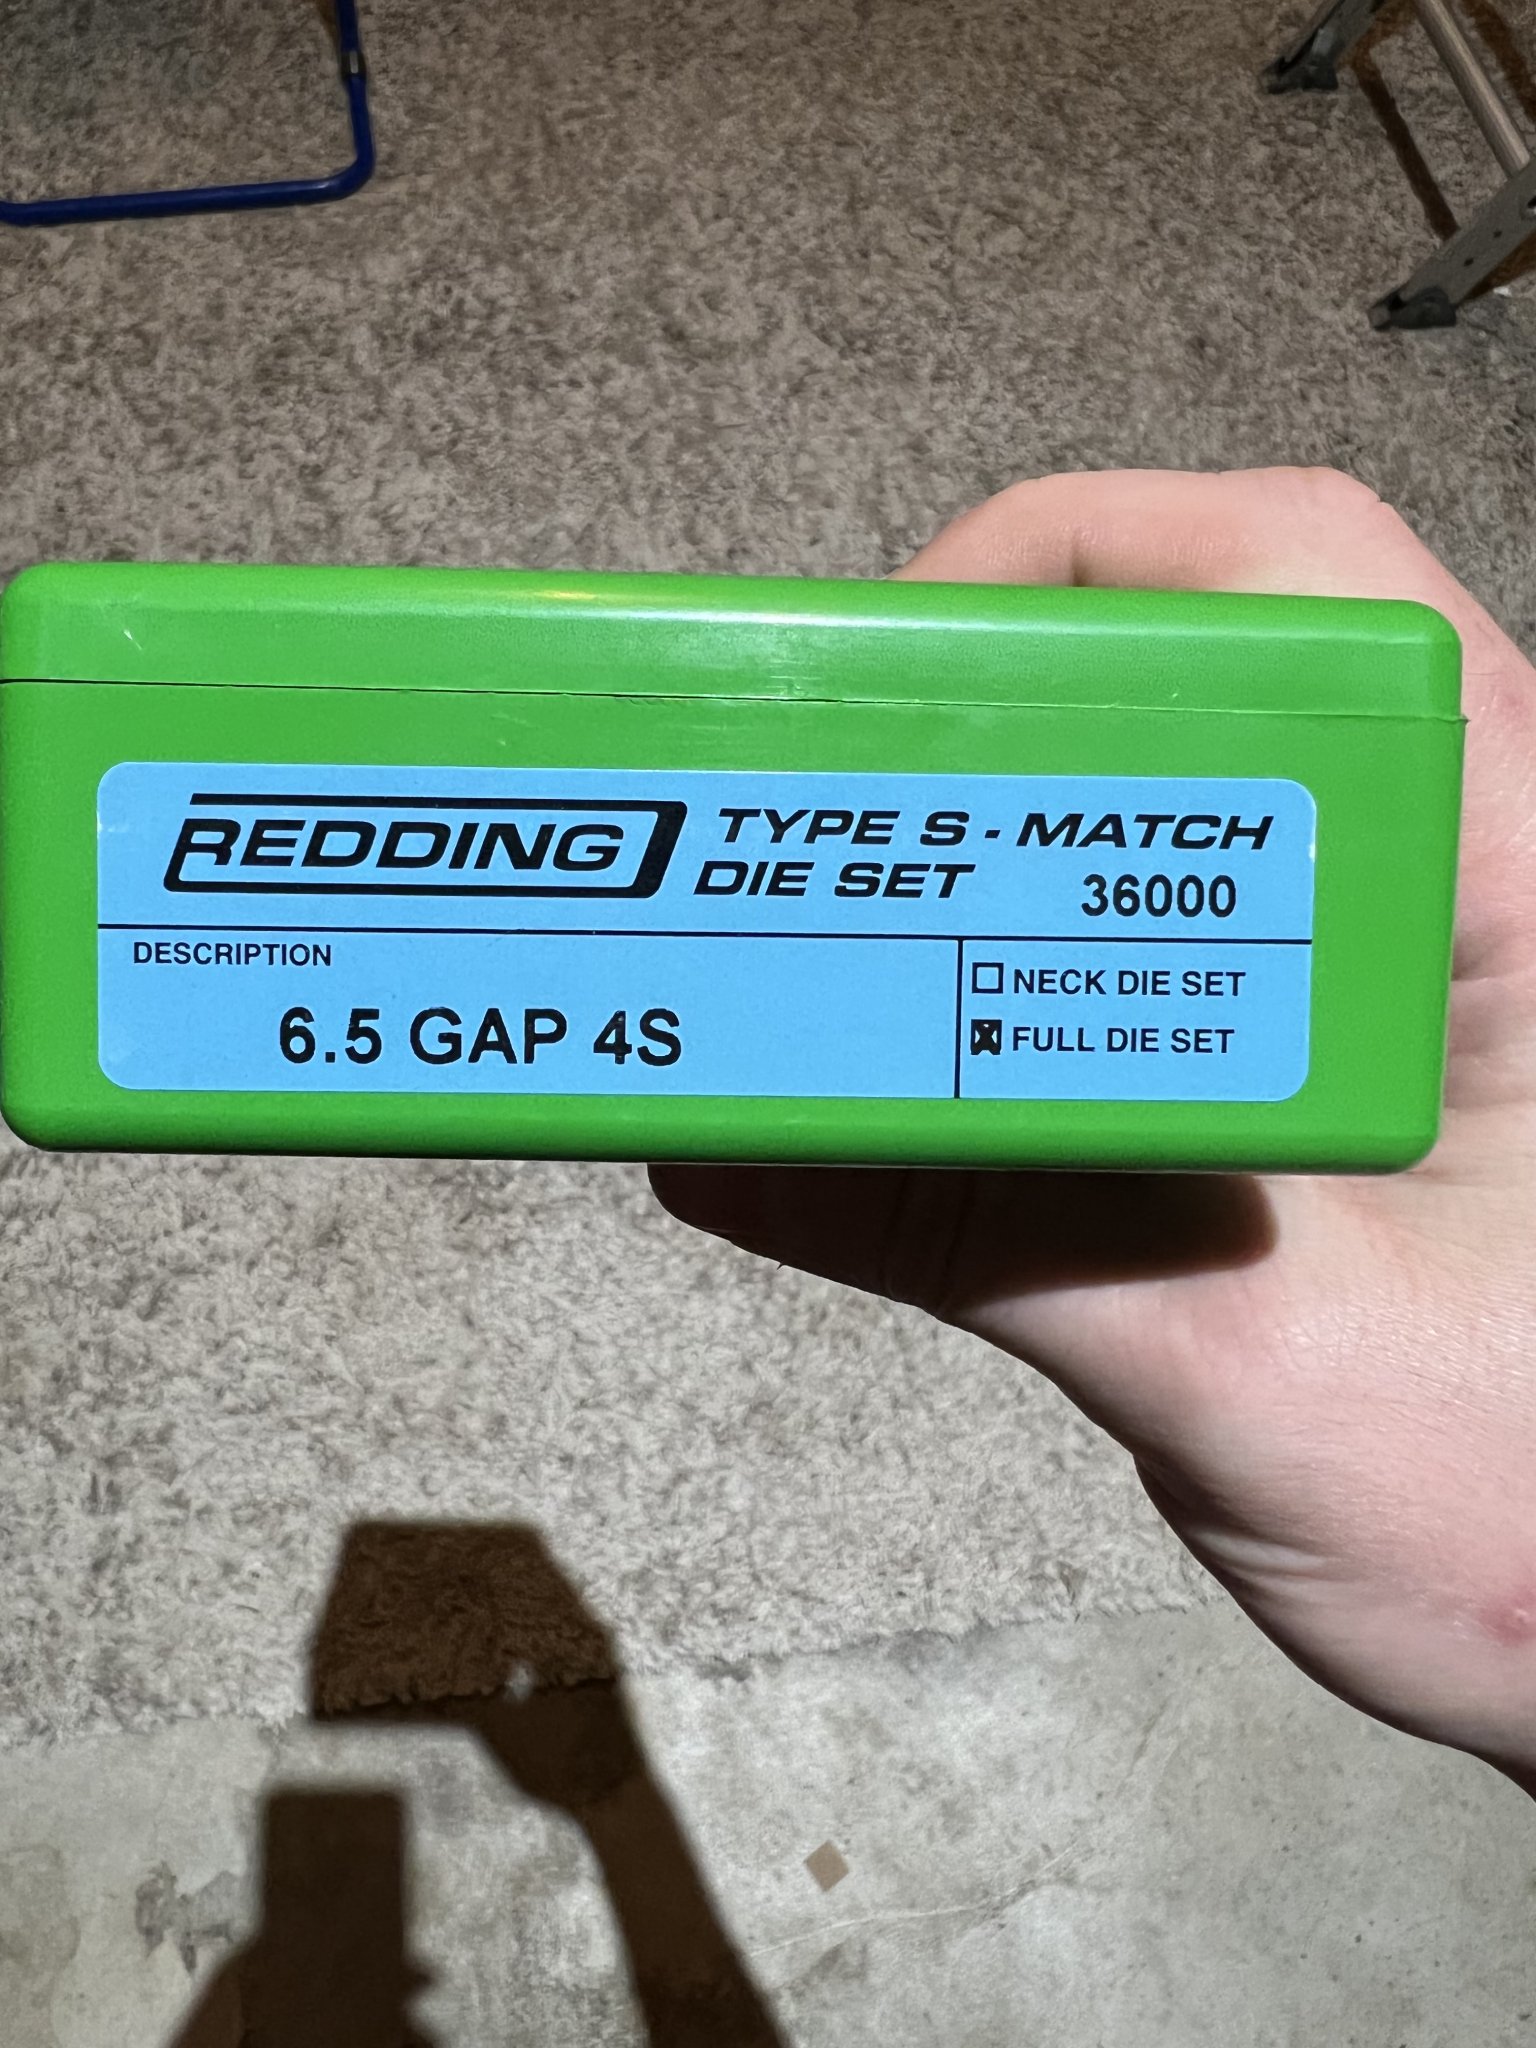 REDDING TYPE S - MATCH
DIE SET 36000
DESCRIPTION
6.5 GAP 4S
NECK DIE SET
FULL DIE SET